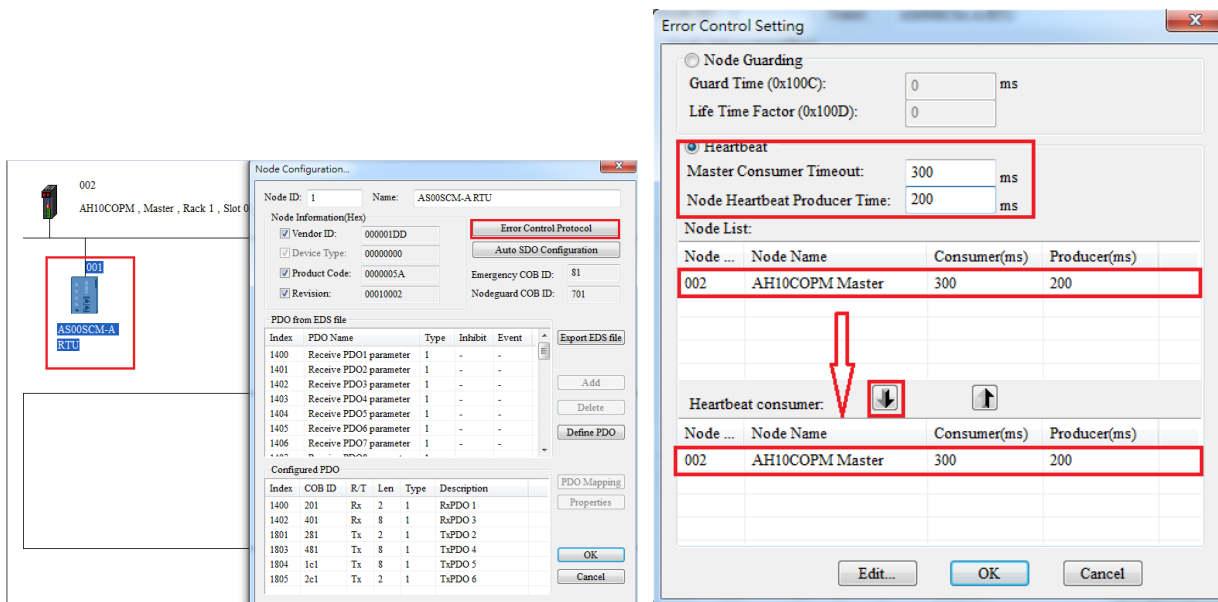 002
AH10COPM , Master , Rack 1 , Slot 0
001
AS00SCM-A
RTU
Node Configuration...
Node ID: 1 Name: AS00SCM-A RTU
Node Information(Hex)
Vendor ID: 000001DD
Device Type: 00000000
Product Code: 0000005A
Revision: 00010002
Error Control Protocol
Auto SDO Configuration
Emergency COB ID: 81
Nodeguard COB ID: 701
PDO from EDS file
Index PDO Name Type Inhibit Event
1400 Receive PDO1 parameter 1 - -
1401 Receive PDO2 parameter 1 - -
1402 Receive PDO3 parameter 1 - -
1403 Receive PDO4 parameter 1 - -
1404 Receive PDO5 parameter 1 - -
1405 Receive PDO6 parameter 1 - -
1406 Receive PDO7 parameter 1 - -
Export EDS file
Add
Delete
Define PDO
Configured PDO
Index COB ID R/T Len Type Description
1400 201 Rx 2 1 RxPDO 1
1402 401 Rx 8 1 RxPDO 3
1801 281 Tx 2 1 TxPDO 2
1803 481 Tx 8 1 TxPDO 4
1804 1c1 Tx 8 1 TxPDO 5
1805 2c1 Tx 2 1 TxPDO 6
PDO Mapping
Properties
OK
Cancel
Error Control Setting
Node Guarding
Guard Time (0x100C): 0 ms
Life Time Factor (0x100D): 0
Heartbeat
Master Consumer Timeout: 300 ms
Node Heartbeat Producer Time: 200 ms
Node List:
Node ... Node Name Consumer(ms) Producer(ms)
002 AH10COPM Master 300 200
Heartbeat consumer:
Node ... Node Name Consumer(ms) Producer(ms)
002 AH10COPM Master 300 200
Edit... OK Cancel